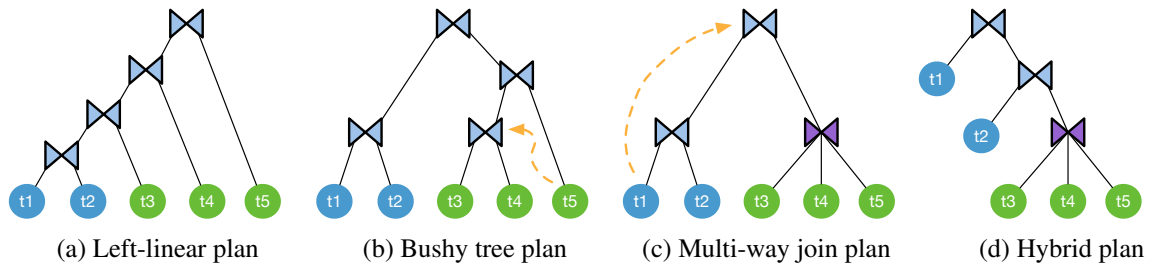 t1
t2
t1 t2 t3 t4 t5
t1 t2 t3 t4 t5
t1 t2 t3 t4 t5
t3 t4 t5
(a) Left-linear plan
(b) Bushy tree plan
(c) Multi-way join plan
(d) Hybrid plan